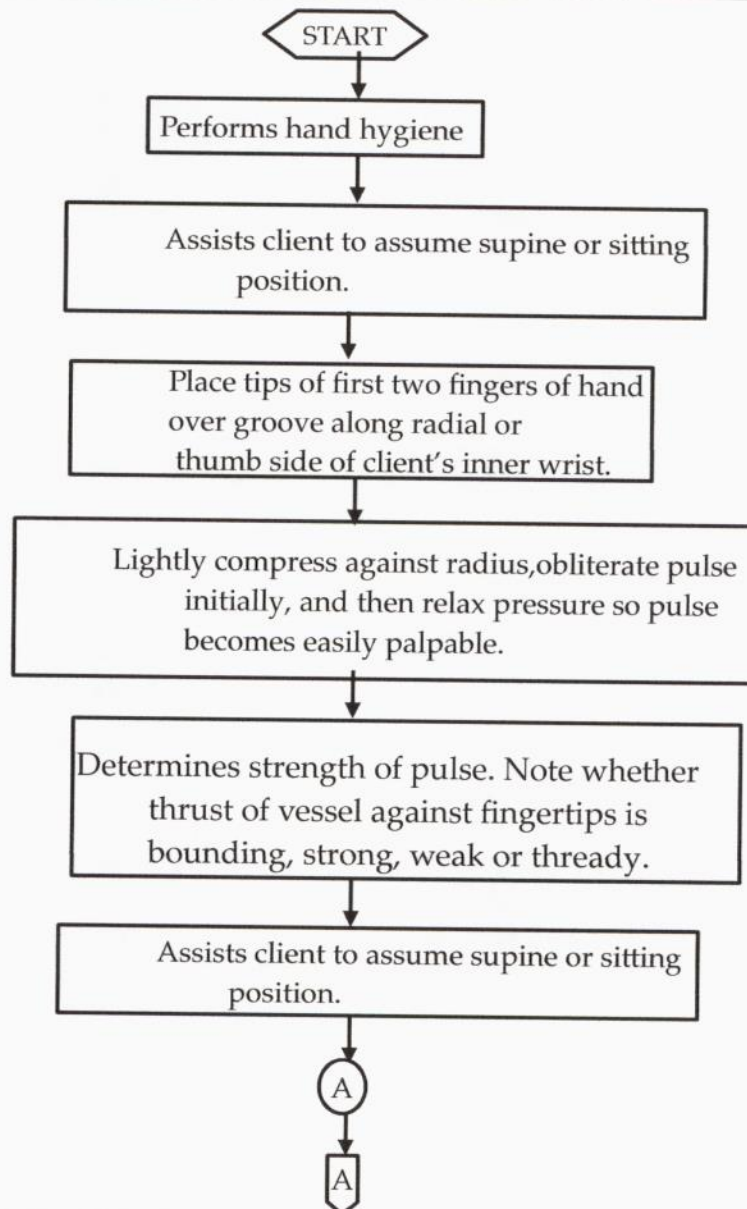 START
Performs hand hygiene
Assists client to assume supine or sitting
position.
Place tips of first two fingers of hand
over groove along radial or
thumb side of client's inner wrist.
Lightly compress against radius,obliterate pulse
initially, and then relax pressure so pulse
becomes easily palpable.
Determines strength of pulse. Note whether
thrust of vessel against fingertips is
bounding, strong, weak or thready.
Assists client to assume supine or sitting
position.
A
A